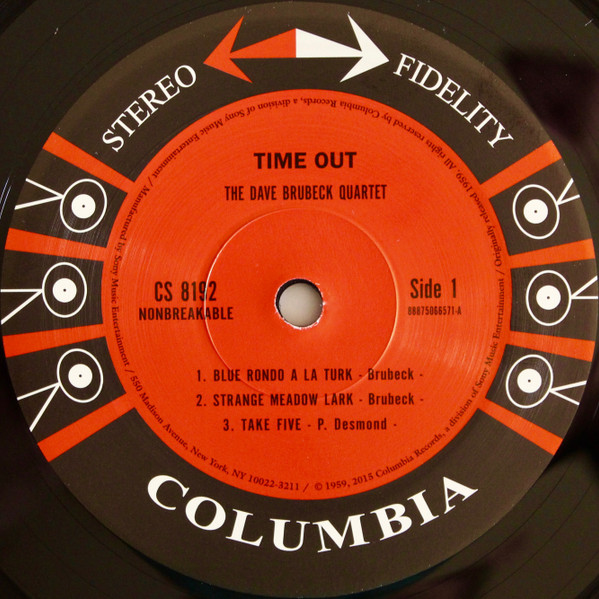 STEREO FIDELITY
TIME OUT
THE DAVE BRUBECK QUARTET
CS 8192
NONBREAKABLE
Side 1
88875066571-A
1. BLUE RONDO A LA TURK - Brubeck -
2. STRANGE MEADOW LARK - Brubeck -
3. TAKE FIVE - P. Desmond -
COLUMBIA
© 1959, 2015 Columbia Records, a division of Sony Music Entertainment / Originally released 1959. All rights reserved by Columbia Records, a division of Sony Music Entertainment / Manufactured by Sony Music Entertainment / 550 Madison Avenue, New York, NY 10022-3211 /